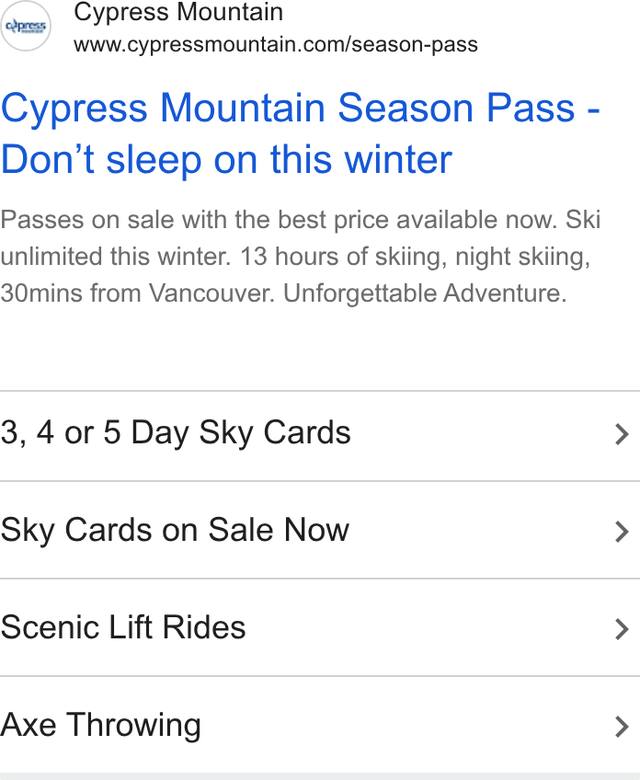 cypress
Cypress Mountain
www.cypressmountain.com/season-pass
Cypress Mountain Season Pass -
Don’t sleep on this winter
Passes on sale with the best price available now. Ski
unlimited this winter. 13 hours of skiing, night skiing,
30mins from Vancouver. Unforgettable Adventure.
3, 4 or 5 Day Sky Cards
Sky Cards on Sale Now
Scenic Lift Rides
Axe Throwing